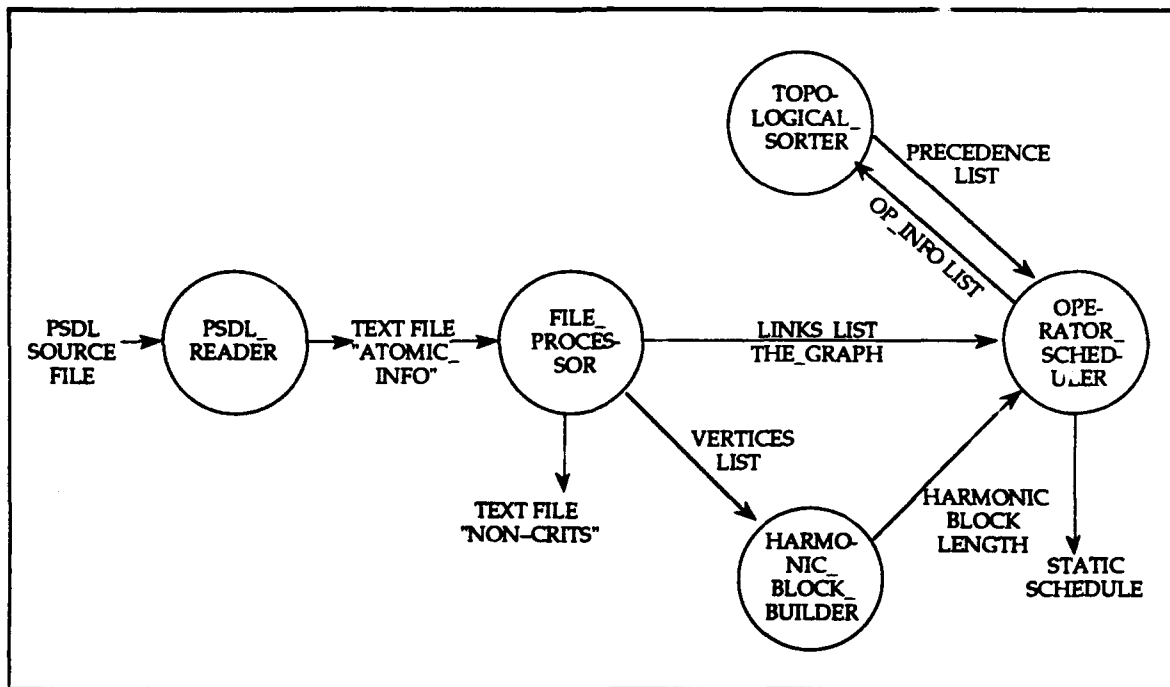 TOPO-
LOGICAL_
SORTER
PRECEDENCE
LIST
OP_INFO LIST
PSDL
SOURCE
FILE
PSDL_
READER
TEXT FILE
"ATOMIC_
INFO"
FILE_
PROCES-
SOR
LINKS_LIST
THE_GRAPH
OPE-
RATOR_
SCHED-
ULER
VERTICES
LIST
TEXT FILE
"NON-CRITS"
HARMO-
NIC_
BLOCK_
BUILDER
HARMONIC
BLOCK
LENGTH
STATIC
SCHEDULE